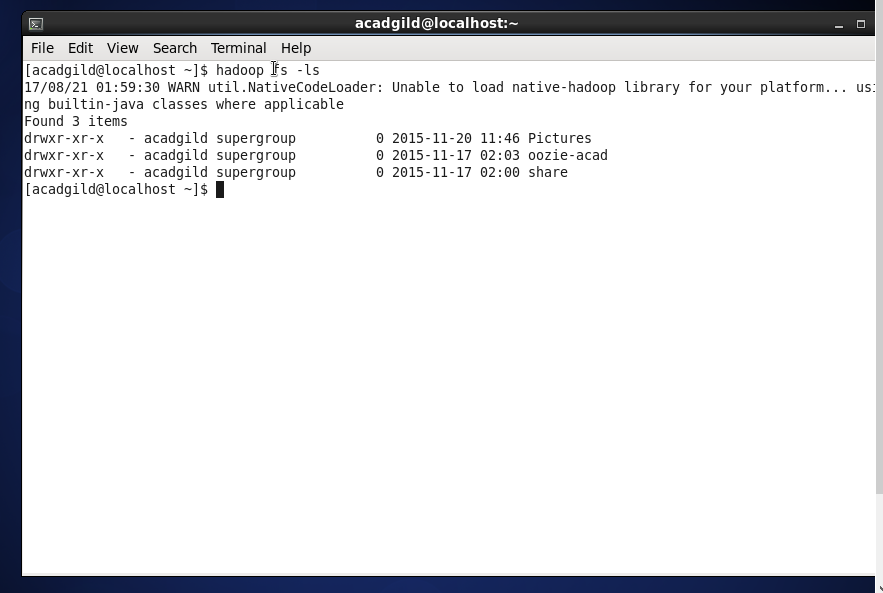 acadgild@localhost:~
File Edit View Search Terminal Help
[acadgild@localhost ~]$ hadoop fs -ls
17/08/21 01:59:30 WARN util.NativeCodeLoader: Unable to load native-hadoop library for your platform... usi
ng builtin-java classes where applicable
Found 3 items
drwxr-xr-x   - acadgild supergroup          0 2015-11-20 11:46 Pictures
drwxr-xr-x   - acadgild supergroup          0 2015-11-17 02:03 oozie-acad
drwxr-xr-x   - acadgild supergroup          0 2015-11-17 02:00 share
[acadgild@localhost ~]$